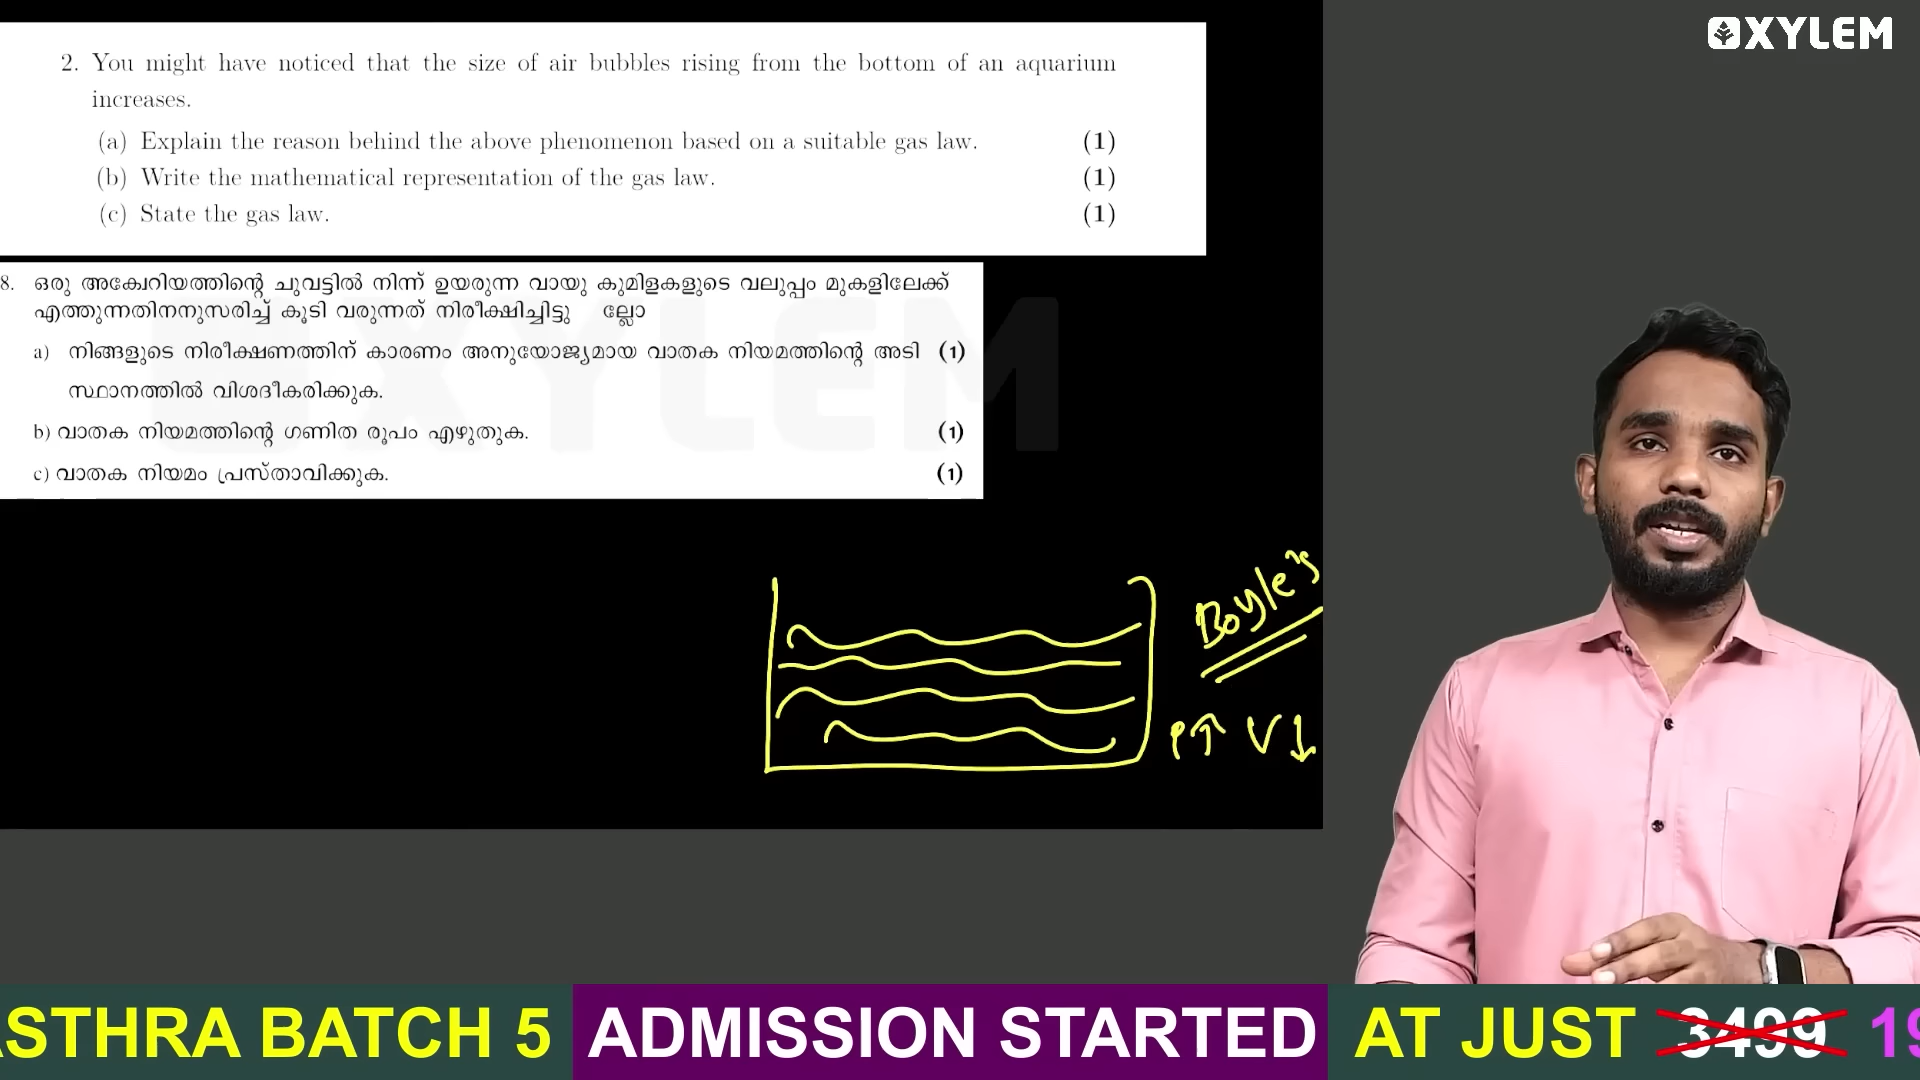 XYLEM
2. You might have noticed that the size of air bubbles rising from the bottom of an aquarium
increases.
(a) Explain the reason behind the above phenomenon based on a suitable gas law. (1)
(b) Write the mathematical representation of the gas law. (1)
(c) State the gas law. (1)
8. ഒരു അക്വേറിയത്തിന്റെ ചുവട്ടിൽ നിന്ന് ഉയരുന്ന വായു കുമിളകളുടെ വലുപ്പം മുകളിലേക്ക്
എത്തുന്നതിനനുസരിച്ച് കൂടി വരുന്നത് നിരീക്ഷിച്ചിട്ടു ല്ലോ
a) നിങ്ങളുടെ നിരീക്ഷണത്തിന് കാരണം അനുയോജ്യമായ വാതക നിയമത്തിന്റെ അടി (1)
സ്ഥാനത്തിൽ വിശദീകരിക്കുക.
b) വാതക നിയമത്തിന്റെ ഗണിത രൂപം എഴുതുക. (1)
c) വാതക നിയമം പ്രസ്താവിക്കുക. (1)
XYLEM
Boyle's
P↑ V↓
ASTHRA BATCH 5 ADMISSION STARTED AT JUST 3499 19